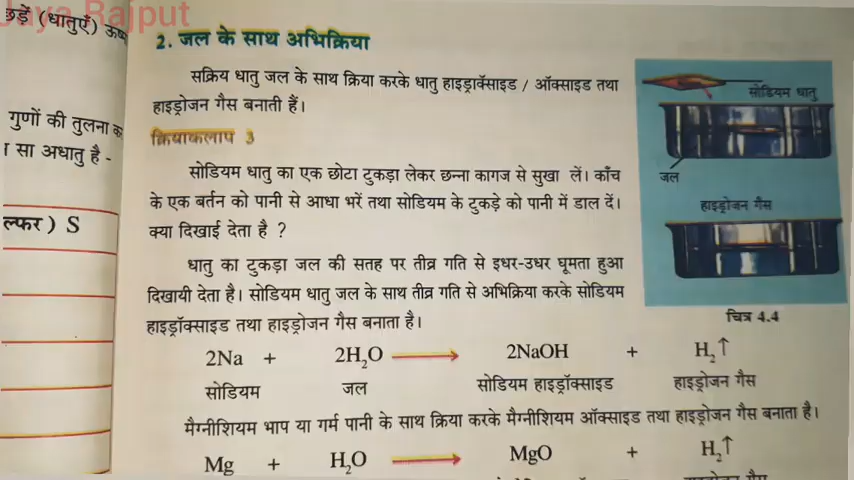 Jaya Rajput
छड़ें (धातुएँ) ऊष्म
गुणों की तुलना क
सा अधातु है -
ल्फर ) S
2. जल के साथ अभिक्रिया
सक्रिय धातु जल के साथ क्रिया करके धातु हाइड्रॉक्साइड / ऑक्साइड तथा
हाइड्रोजन गैस बनाती हैं।
क्रियाकलाप 3
सोडियम धातु का एक छोटा टुकड़ा लेकर छन्ना कागज से सुखा लें। काँच
के एक बर्तन को पानी से आधा भरें तथा सोडियम के टुकड़े को पानी में डाल दें।
क्या दिखाई देता है ?
धातु का टुकड़ा जल की सतह पर तीव्र गति से इधर-उधर घूमता हुआ
दिखायी देता है। सोडियम धातु जल के साथ तीव्र गति से अभिक्रिया करके सोडियम
हाइड्रॉक्साइड तथा हाइड्रोजन गैस बनाता है।
सोडियम धातु
जल
हाइड्रोजन गैस
चित्र 4.4
2Na + 2H₂O ⟶ 2NaOH + H₂↑
सोडियम जल सोडियम हाइड्रॉक्साइड हाइड्रोजन गैस
मैग्नीशियम भाप या गर्म पानी के साथ क्रिया करके मैग्नीशियम ऑक्साइड तथा हाइड्रोजन गैस बनाता है।
Mg + H₂O ⟶ MgO + H₂↑